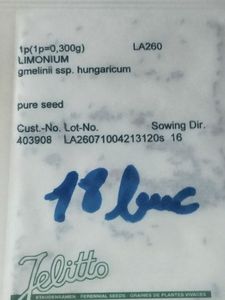 1p(1p=0,300g) LA260
LIMONIUM
gmelinii ssp. hungaricum
pure seed
Cust.-No. Lot-No. Sowing Dir.
403908 LA26071004213120s 16
18 buc
Jelitto
STAUDENSAMEN · PERENNIAL SEEDS · GRAINES DE PLANTES VIVACES